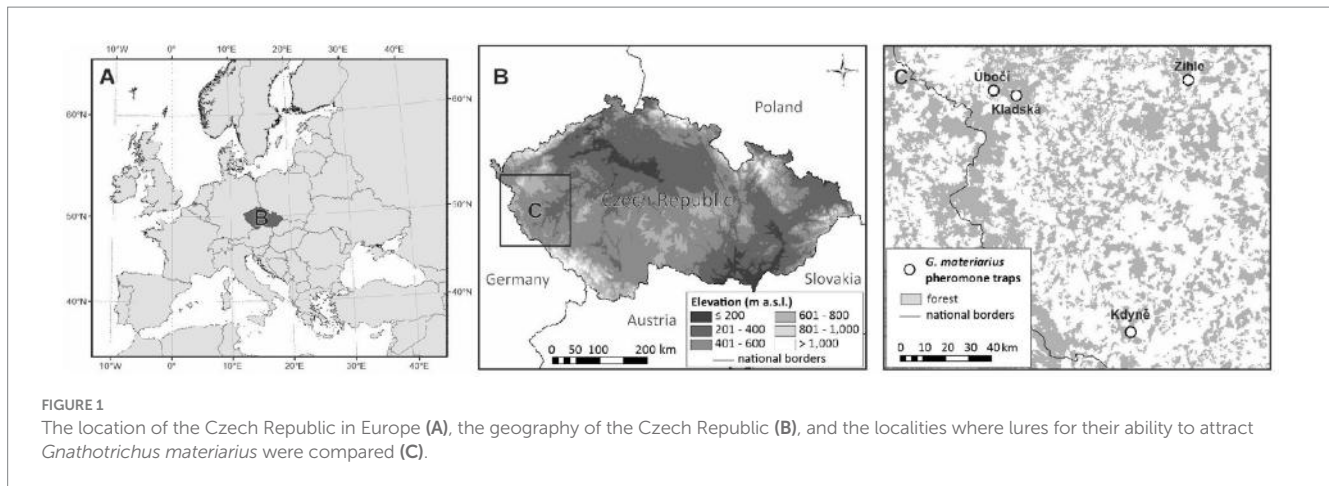 10°W 0° 10°E 20°E 30°E 40°E
A
60°N
50°N
40°N
60°N
50°N
40°N
B
10°W 0° 10°E 20°E 30°E
B
Poland
Czech Republic
C
Germany
Slovakia
Austria
Elevation (m a.s.l.)
≤ 200
201 - 400
401 - 600
601 - 800
801 - 1,000
> 1,000
national borders
0 50 100 200 km
C
Úbočí
Kladská
Žihle
Kdyně
G. materiarius
pheromone traps
forest
national borders
0 10 20 30 40 km
FIGURE 1
The location of the Czech Republic in Europe (A), the geography of the Czech Republic (B), and the localities where lures for their ability to attract
Gnathotrichus materiarius were compared (C).